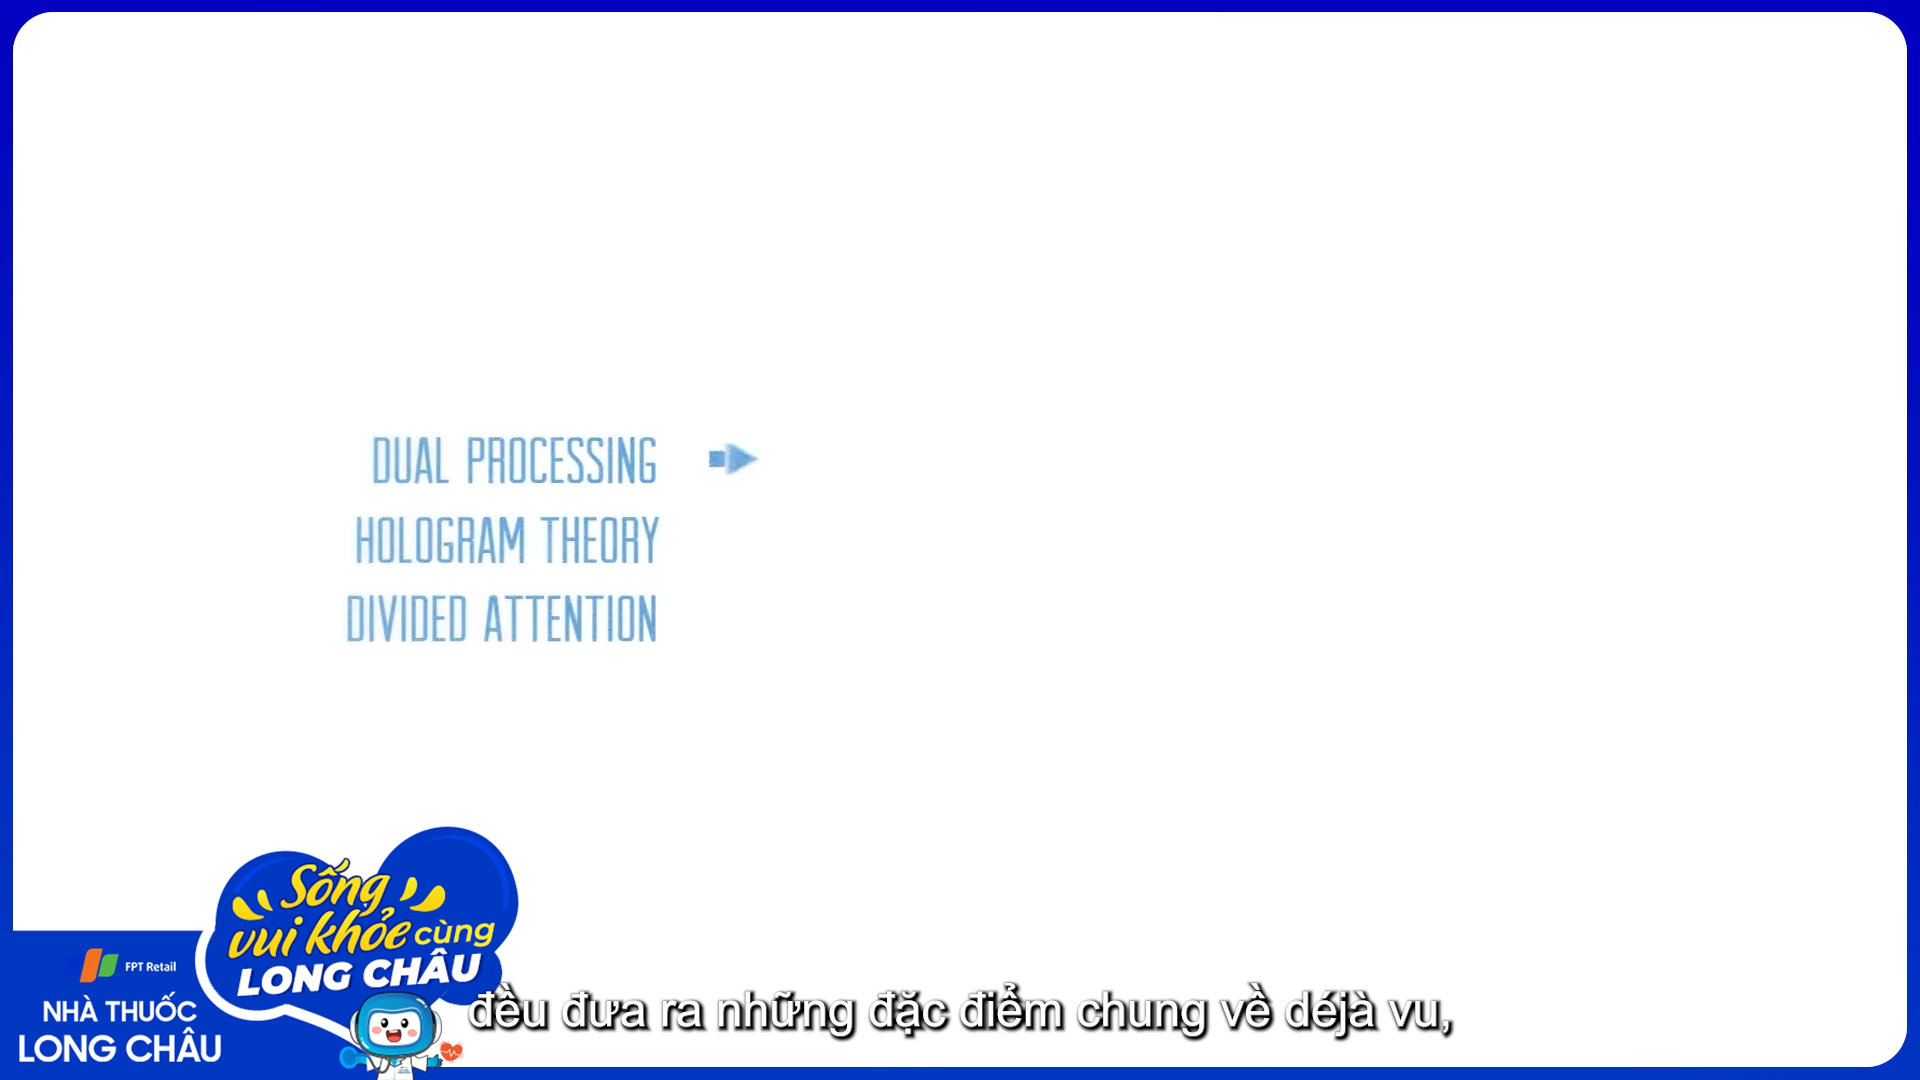 DUAL PROCESSING
HOLOGRAM THEORY
DIVIDED ATTENTION
Sống
vui khỏe cùng
LONG CHÂU
FPT Retail
NHÀ THUỐC
LONG CHÂU
đều đưa ra những đặc điểm chung về déjà vu,